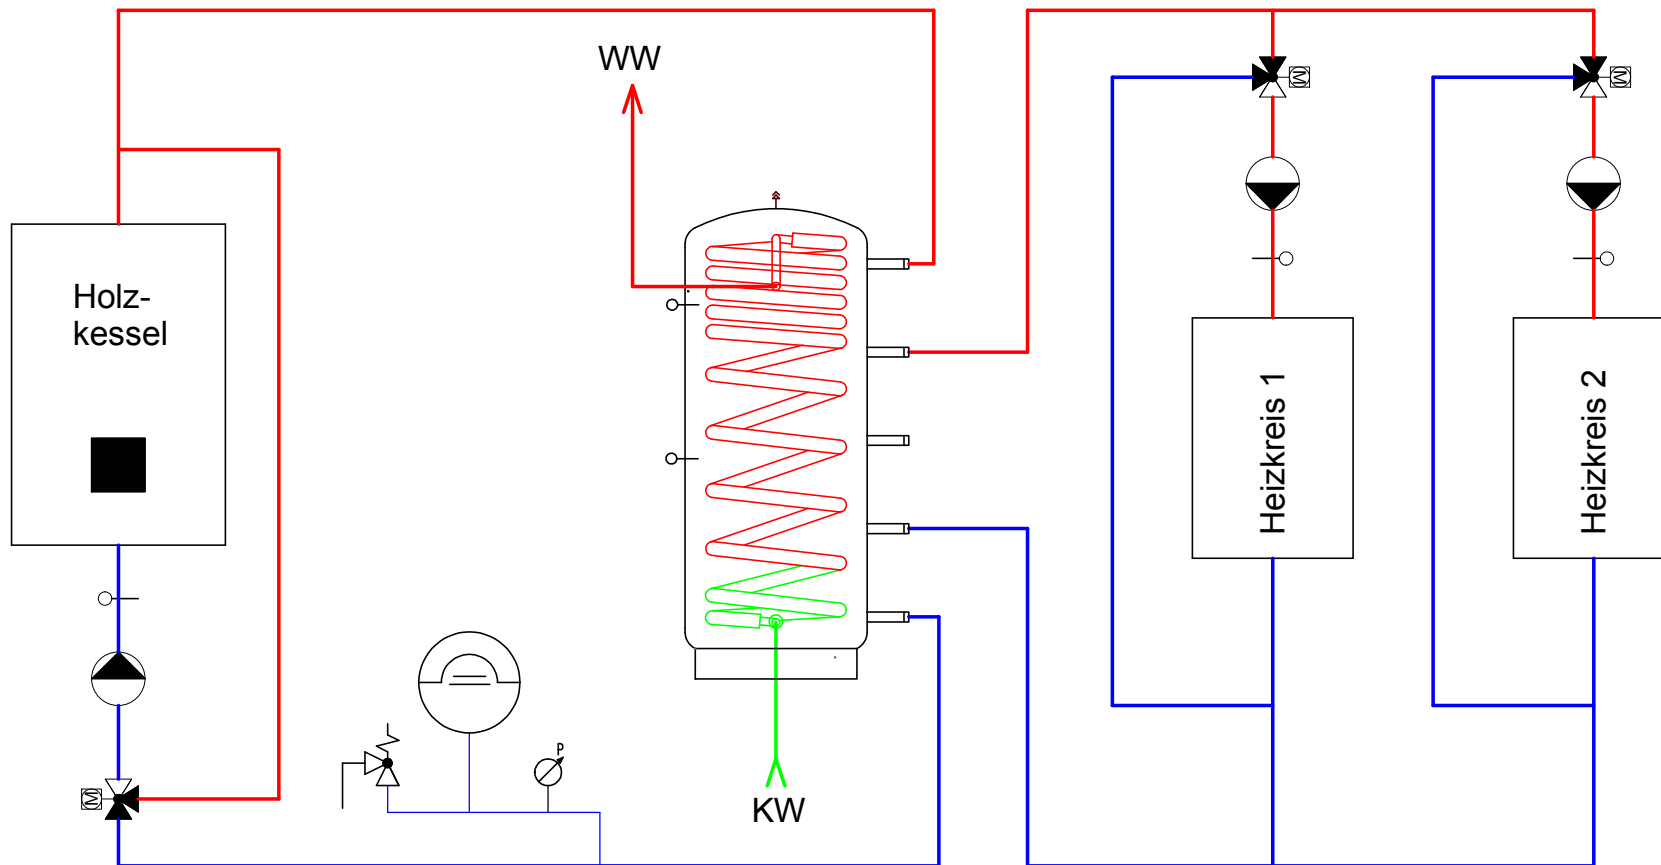 WW
M
M
Holz-
kessel
Heizkreis 1
Heizkreis 2
P
M
KW